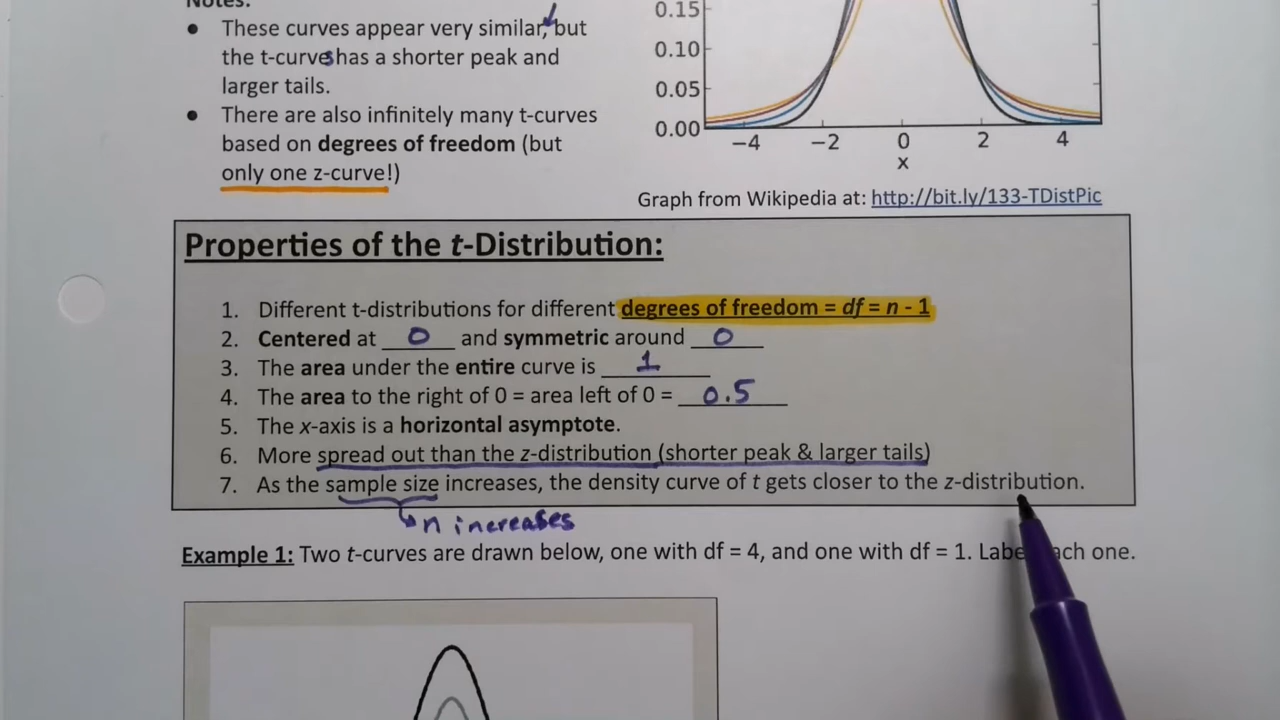 Notes:
● These curves appear very similar, but
the t-curves has a shorter peak and
larger tails.
● There are also infinitely many t-curves
based on degrees of freedom (but
only one z-curve!)
0.15
0.10
0.05
0.00
−4 −2 0 2 4
x
Graph from Wikipedia at: http://bit.ly/133-TDistPic
Properties of the t-Distribution:
1. Different t-distributions for different degrees of freedom = df = n - 1
2. Centered at 0 and symmetric around 0
3. The area under the entire curve is 1
4. The area to the right of 0 = area left of 0 = 0.5
5. The x-axis is a horizontal asymptote.
6. More spread out than the z-distribution (shorter peak & larger tails)
7. As the sample size increases, the density curve of t gets closer to the z-distribution.
n increases
Example 1: Two t-curves are drawn below, one with df = 4, and one with df = 1. Label each one.